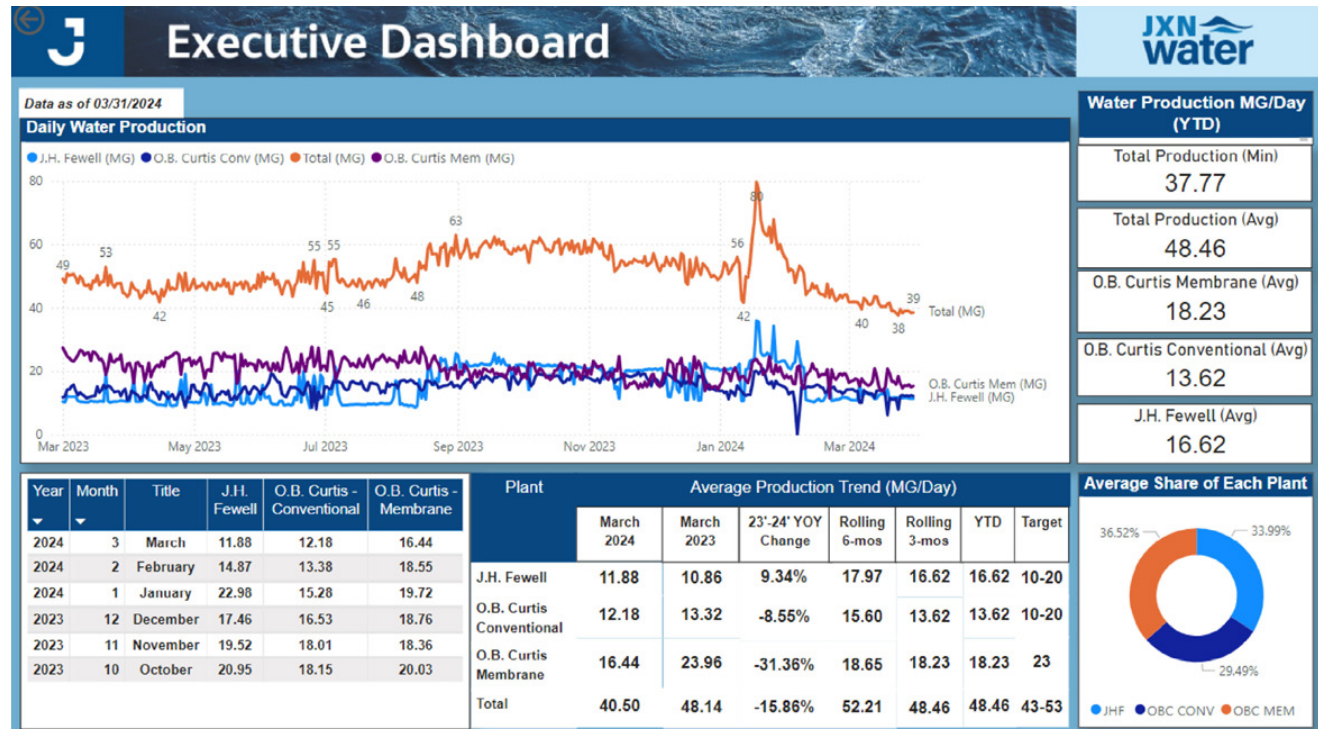 J
Executive Dashboard
JXN
water
Data as of 03/31/2024
Daily Water Production
J.H. Fewell (MG) O.B. Curtis Conv (MG) Total (MG) O.B. Curtis Mem (MG)
80
60
40
20
0
49
53
42
55
55
45
46
48
63
56
42
80
40
38
39
Total (MG)
O.B. Curtis Mem (MG)
J.H. Fewell (MG)
Mar 2023 May 2023 Jul 2023 Sep 2023 Nov 2023 Jan 2024 Mar 2024
Water Production MG/Day
(YTD)
Total Production (Min)
37.77
Total Production (Avg)
48.46
O.B. Curtis Membrane (Avg)
18.23
O.B. Curtis Conventional (Avg)
13.62
J.H. Fewell (Avg)
16.62
Year Month Title J.H. Fewell O.B. Curtis - Conventional O.B. Curtis - Membrane
2024 3 March 11.88 12.18 16.44
2024 2 February 14.87 13.38 18.55
2024 1 January 22.98 15.28 19.72
2023 12 December 17.46 16.53 18.76
2023 11 November 19.52 18.01 18.36
2023 10 October 20.95 18.15 20.03
Plant Average Production Trend (MG/Day)
March 2024 March 2023 23'-24' YOY Change Rolling 6-mos Rolling 3-mos YTD Target
J.H. Fewell 11.88 10.86 9.34% 17.97 16.62 16.62 10-20
O.B. Curtis Conventional 12.18 13.32 -8.55% 15.60 13.62 13.62 10-20
O.B. Curtis Membrane 16.44 23.96 -31.36% 18.65 18.23 18.23 23
Total 40.50 48.14 -15.86% 52.21 48.46 48.46 43-53
Average Share of Each Plant
36.52%
33.99%
29.49%
JHF OBC CONV OBC MEM